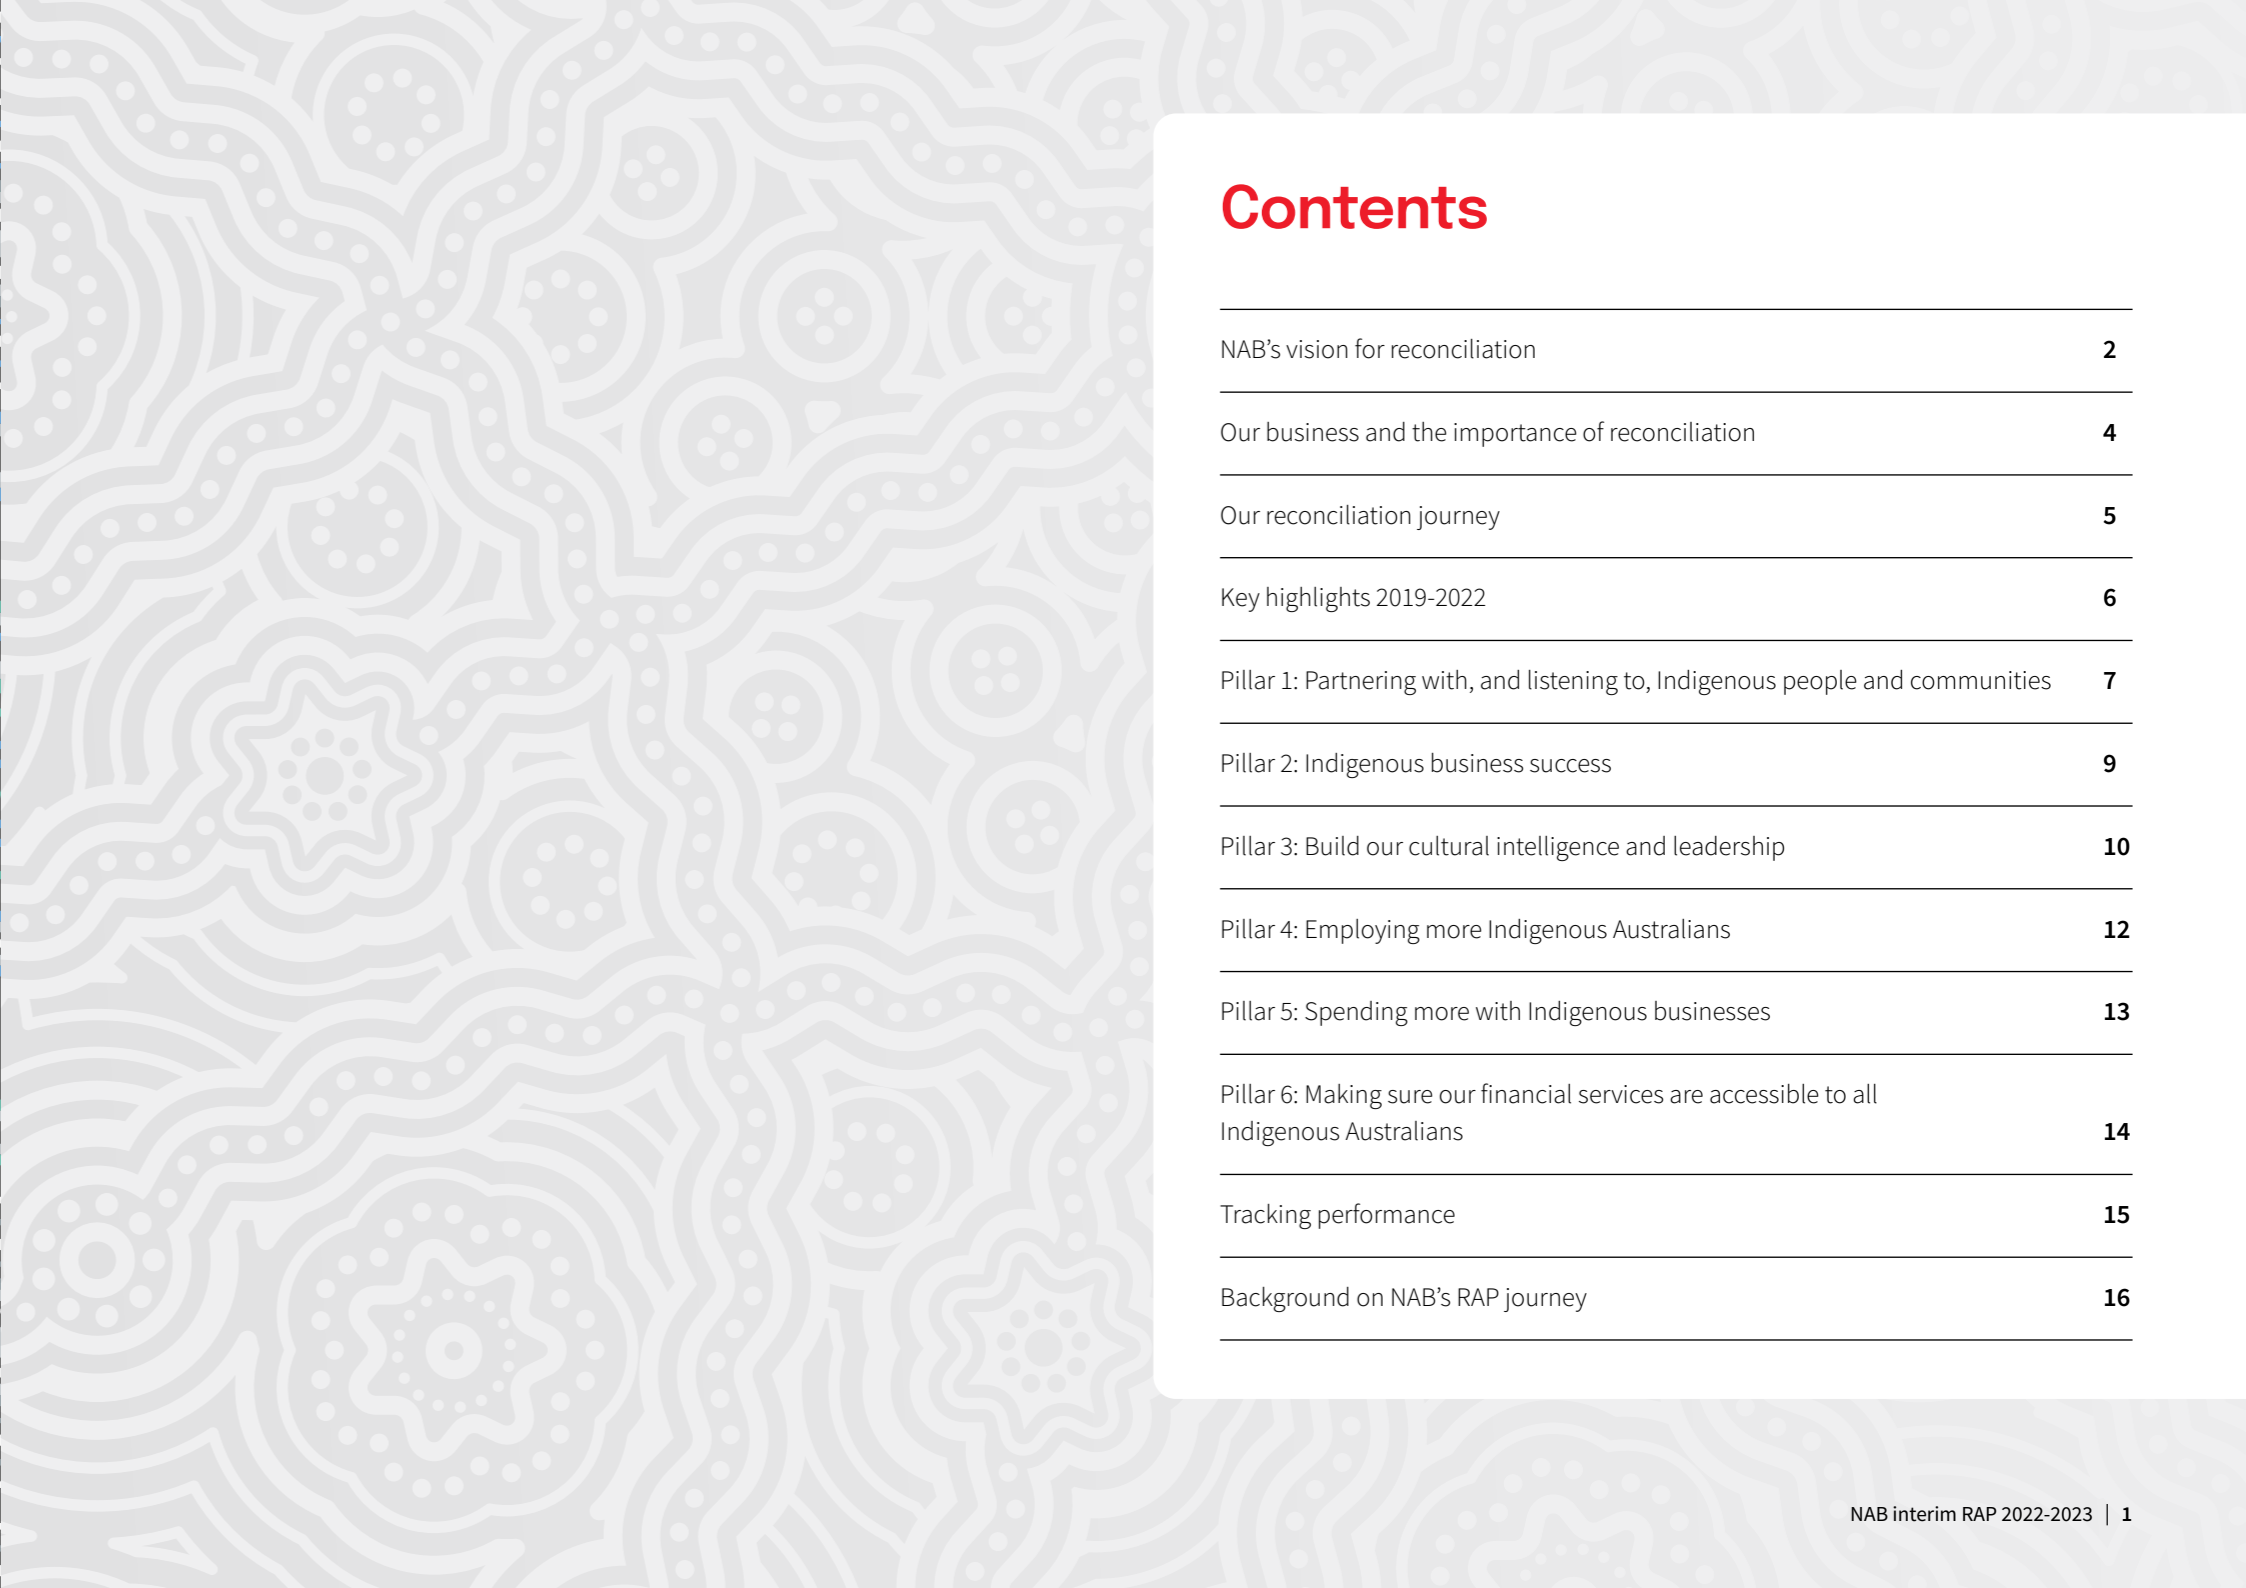 Contents
NAB’s vision for reconciliation 2
Our business and the importance of reconciliation 4
Our reconciliation journey 5
Key highlights 2019-2022 6
Pillar 1: Partnering with, and listening to, Indigenous people and communities 7
Pillar 2: Indigenous business success 9
Pillar 3: Build our cultural intelligence and leadership 10
Pillar 4: Employing more Indigenous Australians 12
Pillar 5: Spending more with Indigenous businesses 13
Pillar 6: Making sure our financial services are accessible to all
Indigenous Australians 14
Tracking performance 15
Background on NAB’s RAP journey 16
NAB interim RAP 2022-2023 | 1